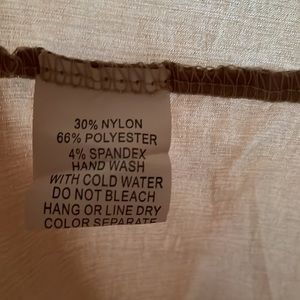 30% NYLON
66% POLYESTER
4% SPANDEX
HAND WASH
WITH COLD WATER
DO NOT BLEACH
HANG OR LINE DRY
COLOR SEPARATE